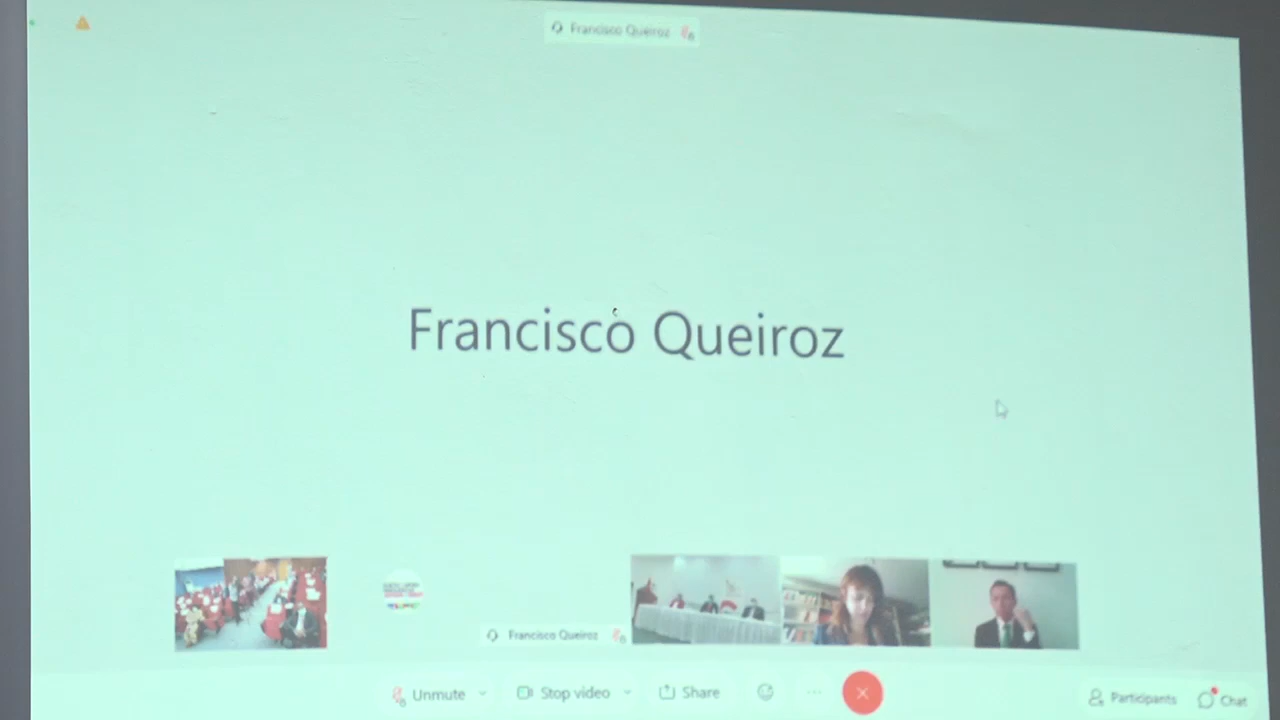 Francisco Queiroz
Francisco Queiroz
Francisco Queiroz
Unmute
Stop video
Share
Participants
Chat